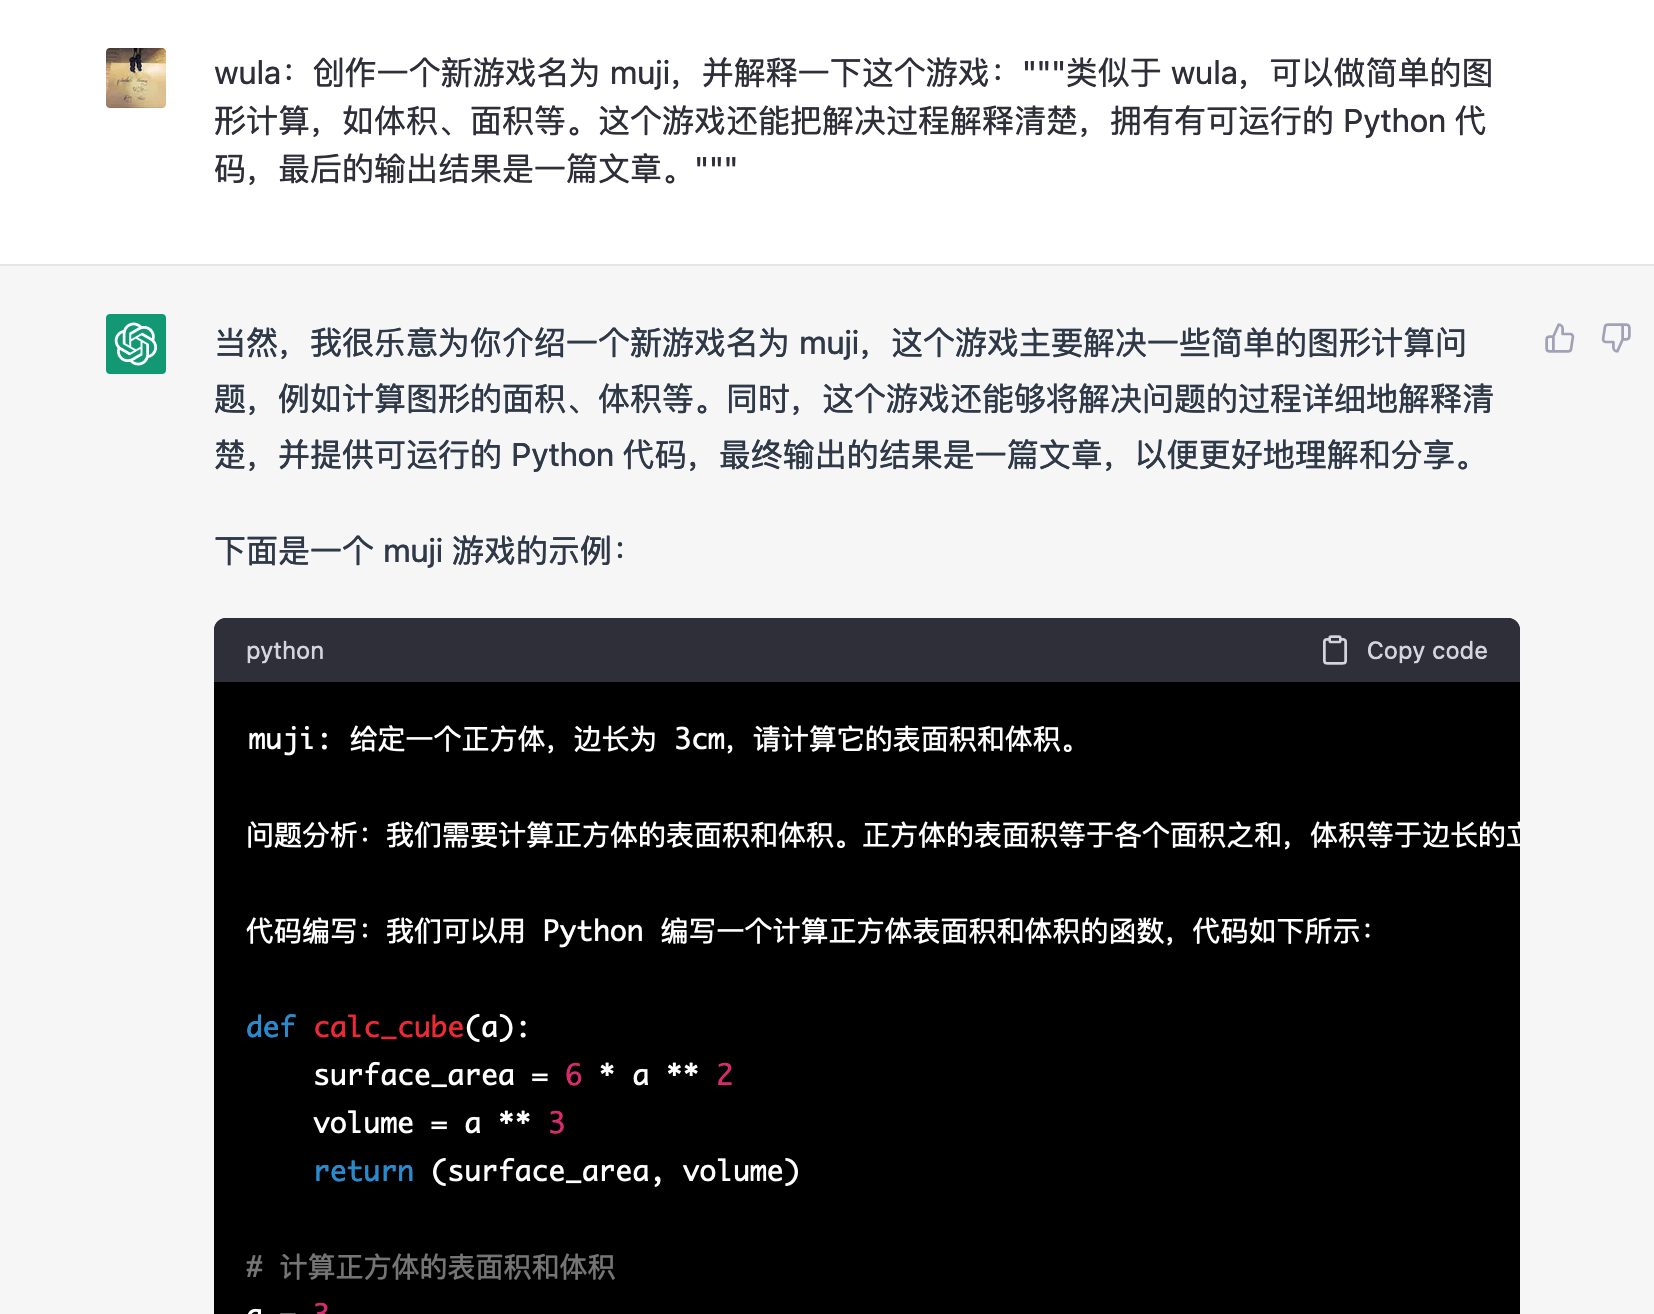 wula：创作一个新游戏名为 muji，并解释一下这个游戏："""类似于 wula，可以做简单的图
形计算，如体积、面积等。这个游戏还能把解决过程解释清楚，拥有有可运行的 Python 代
码，最后的输出结果是一篇文章。"""
当然，我很乐意为你介绍一个新游戏名为 muji，这个游戏主要解决一些简单的图形计算问
题，例如计算图形的面积、体积等。同时，这个游戏还能够将解决问题的过程详细地解释清
楚，并提供可运行的 Python 代码，最终输出的结果是一篇文章，以便更好地理解和分享。
下面是一个 muji 游戏的示例：
python
Copy code
muji: 给定一个正方体，边长为 3cm，请计算它的表面积和体积。
问题分析：我们需要计算正方体的表面积和体积。正方体的表面积等于各个面积之和，体积等于边长的立
代码编写：我们可以用 Python 编写一个计算正方体表面积和体积的函数，代码如下所示：
def calc_cube(a):
    surface_area = 6 * a ** 2
    volume = a ** 3
    return (surface_area, volume)
# 计算正方体的表面积和体积
a = 3